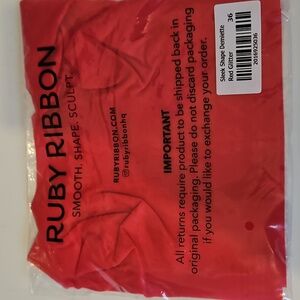 RUBY RIBBON
SMOOTH. SHAPE. SCULPT.
RUBYRIBBON.COM
@rubyribbonhq
IMPORTANT
All returns require product to be shipped back in
original packaging. Please do not discard packaging
if you would like to exchange your order.
Sleek Shape Demiette
Red Glitter
36
2018925036